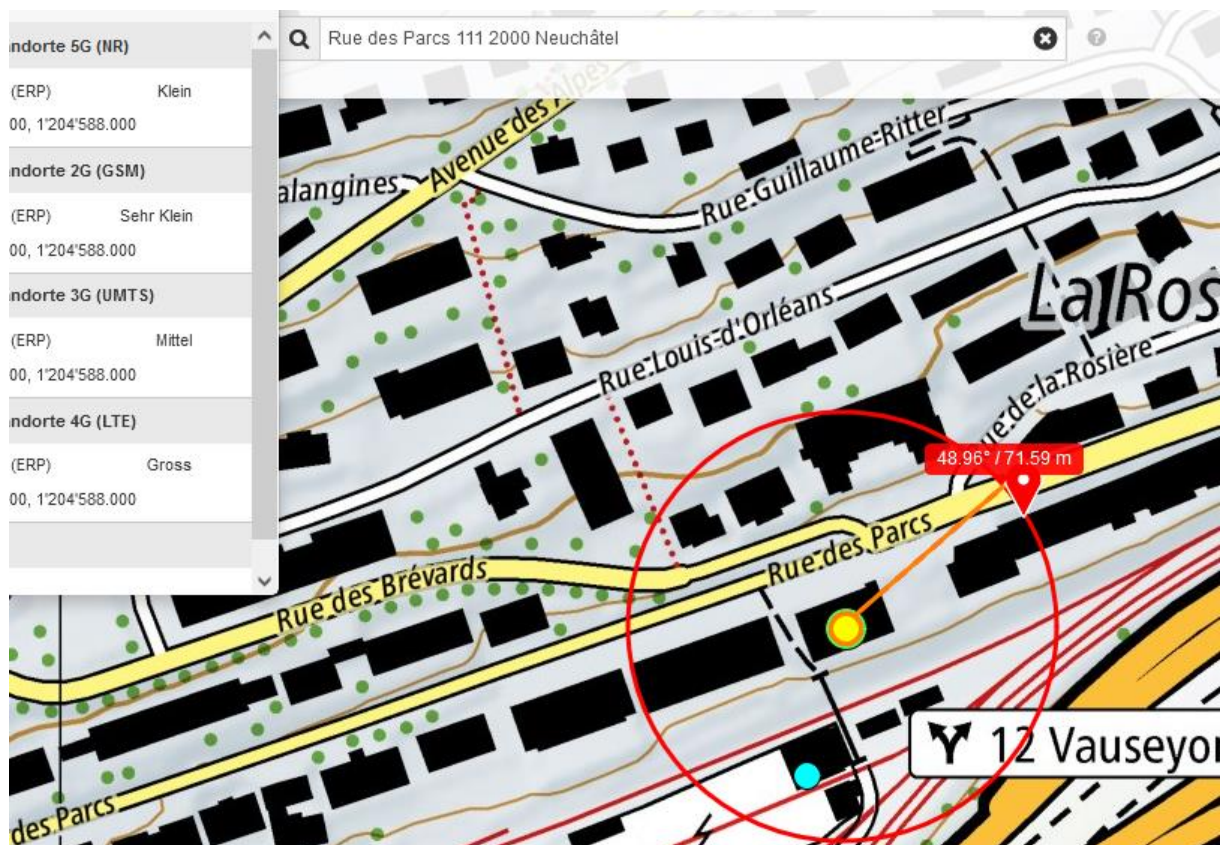 ndorte 5G (NR)
(ERP) Klein
00, 1'204'588.000
ndorte 2G (GSM)
(ERP) Sehr Klein
00, 1'204'588.000
ndorte 3G (UMTS)
(ERP) Mittel
00, 1'204'588.000
ndorte 4G (LTE)
(ERP) Gross
00, 1'204'588.000
Rue des Parcs 111 2000 Neuchâtel
?
Avenue des Alpes
alangines
Rue Guillaume-Ritter
La Ros
Rue Louis-d'Orléans
ue de la Rosière
48.96° / 71.59 m
Rue des Parcs
Rue des Brévards
12 Vauseyo
des Parcs